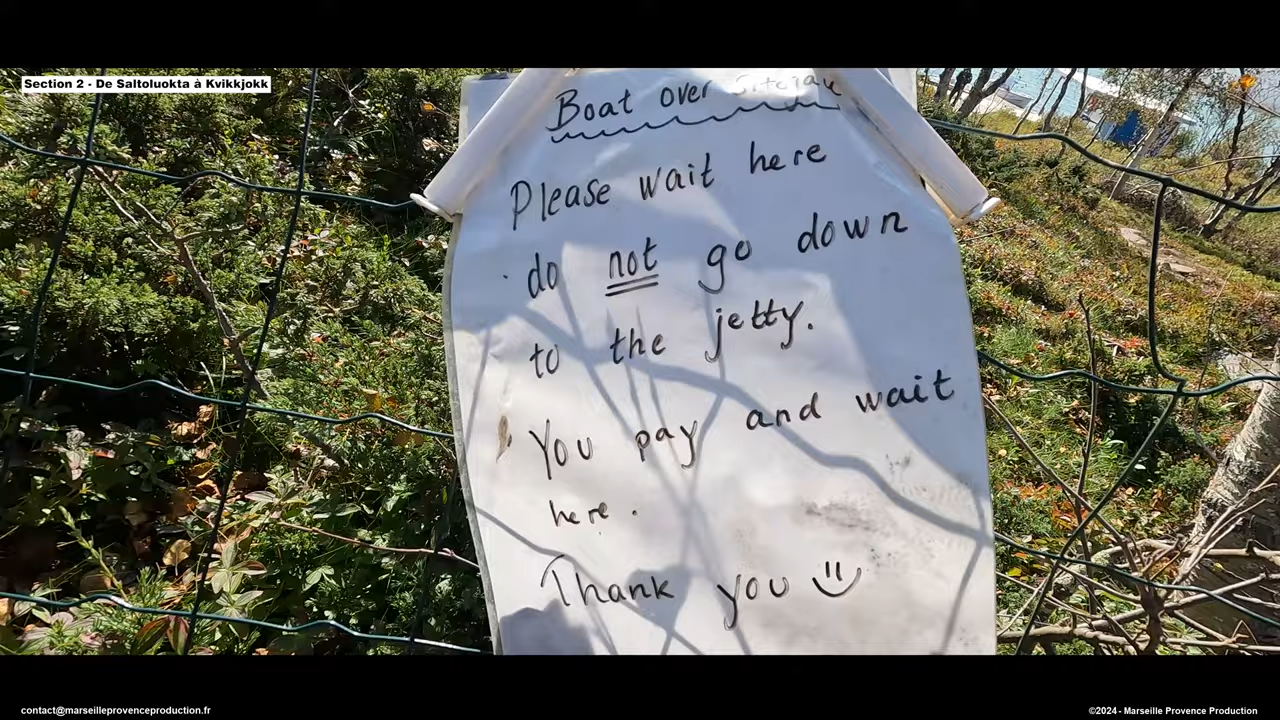 Section 2 - De Saltoluokta à Kvikkjokk
Boat over
Please wait here
do not go down
to the jetty.
You pay and wait
here.
Thank you
contact@marseilleprovenceproduction.fr
©2024 - Marseille Provence Production